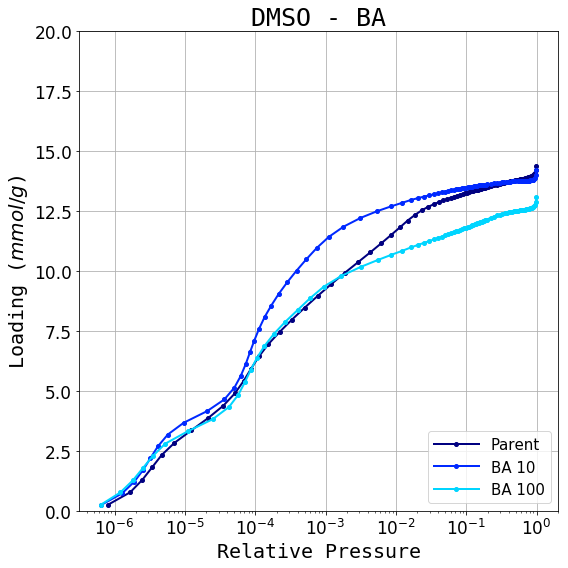 DMSO - BA
Loading (mmol/g)
20.0
17.5
15.0
12.5
10.0
7.5
5.0
2.5
0.0
Parent
BA 10
BA 100
10⁻⁶ 10⁻⁵ 10⁻⁴ 10⁻³ 10⁻² 10⁻¹ 10⁰
Relative Pressure